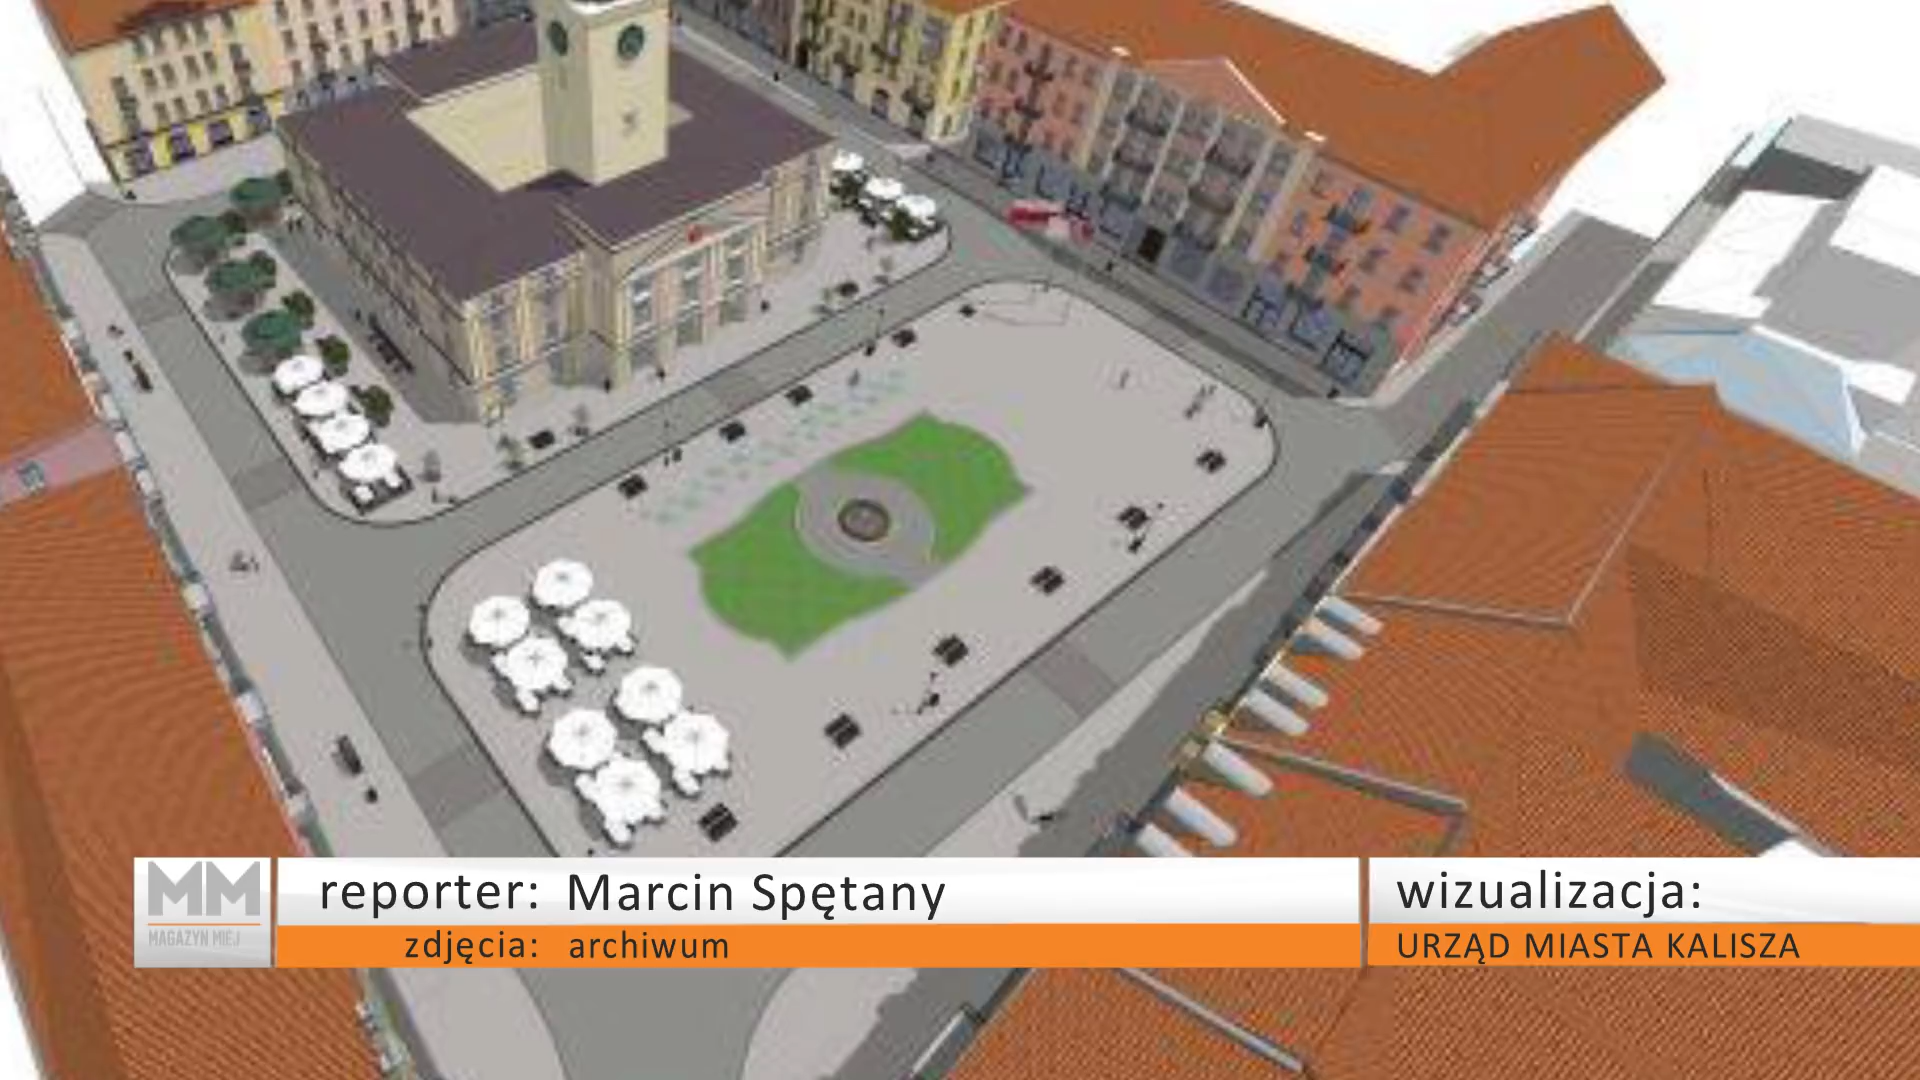 MM
MAGAZYN MIEJ
reporter: Marcin Spętany
zdjęcia: archiwum
wizualizacja:
URZĄD MIASTA KALISZA